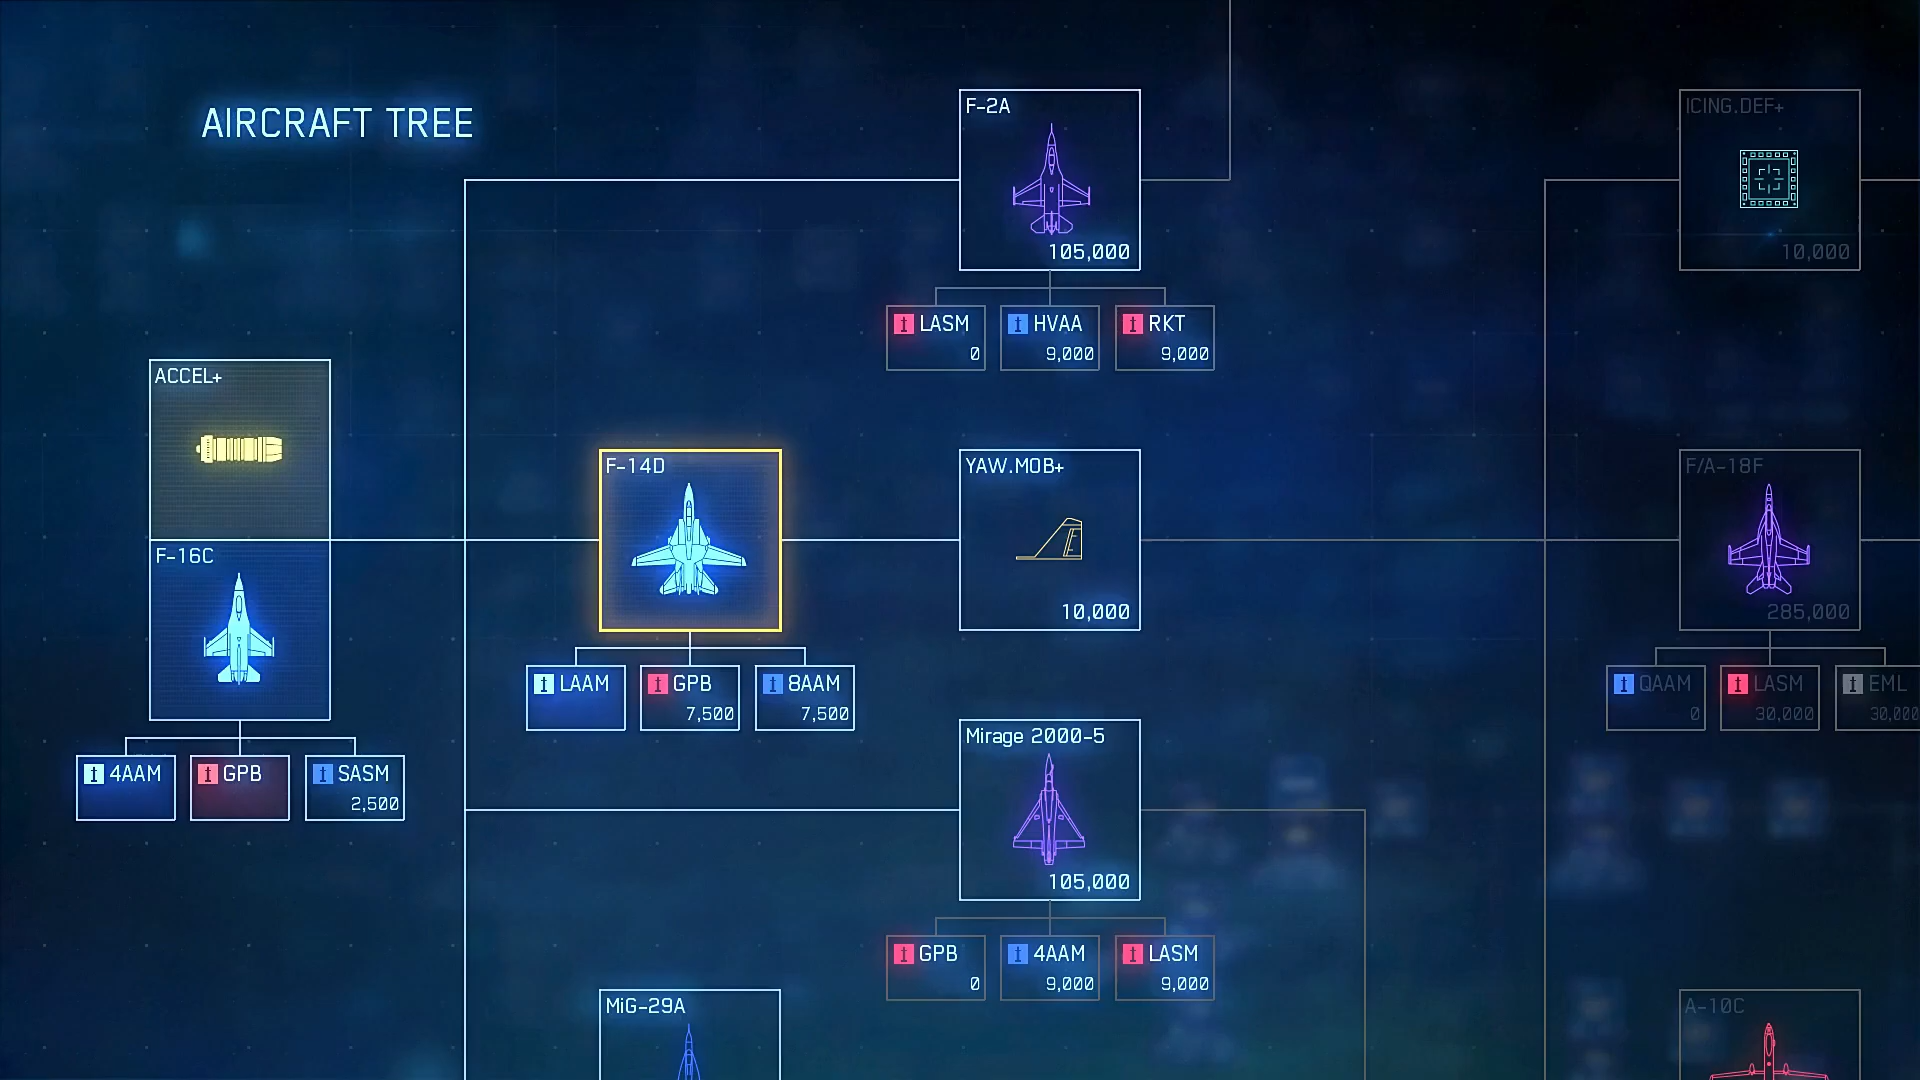 AIRCRAFT TREE
F-2A
105,000
LASM
0
HVAA
9,000
RKT
9,000
ICING.DEF+
10,000
ACCEL+
F-16C
4AAM
GPB
SASM
2,500
F-14D
LAAM
GPB
7,500
8AAM
7,500
YAW.MOB+
10,000
F/A-18F
285,000
QAAM
0
LASM
30,000
EML
30,000
Mirage 2000-5
105,000
GPB
0
4AAM
9,000
LASM
9,000
MiG-29A
A-10C